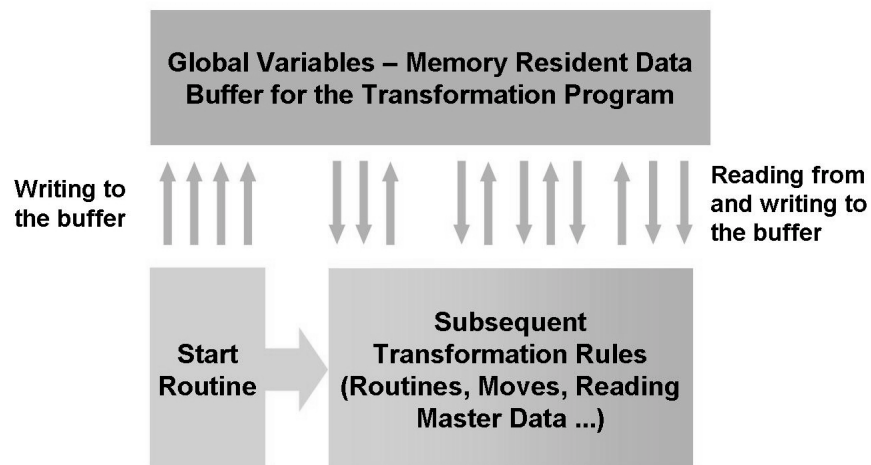 Global Variables – Memory Resident Data
Buffer for the Transformation Program
Writing to
the buffer
Reading from
and writing to
the buffer
Start
Routine
Subsequent
Transformation Rules
(Routines, Moves, Reading
Master Data ...)